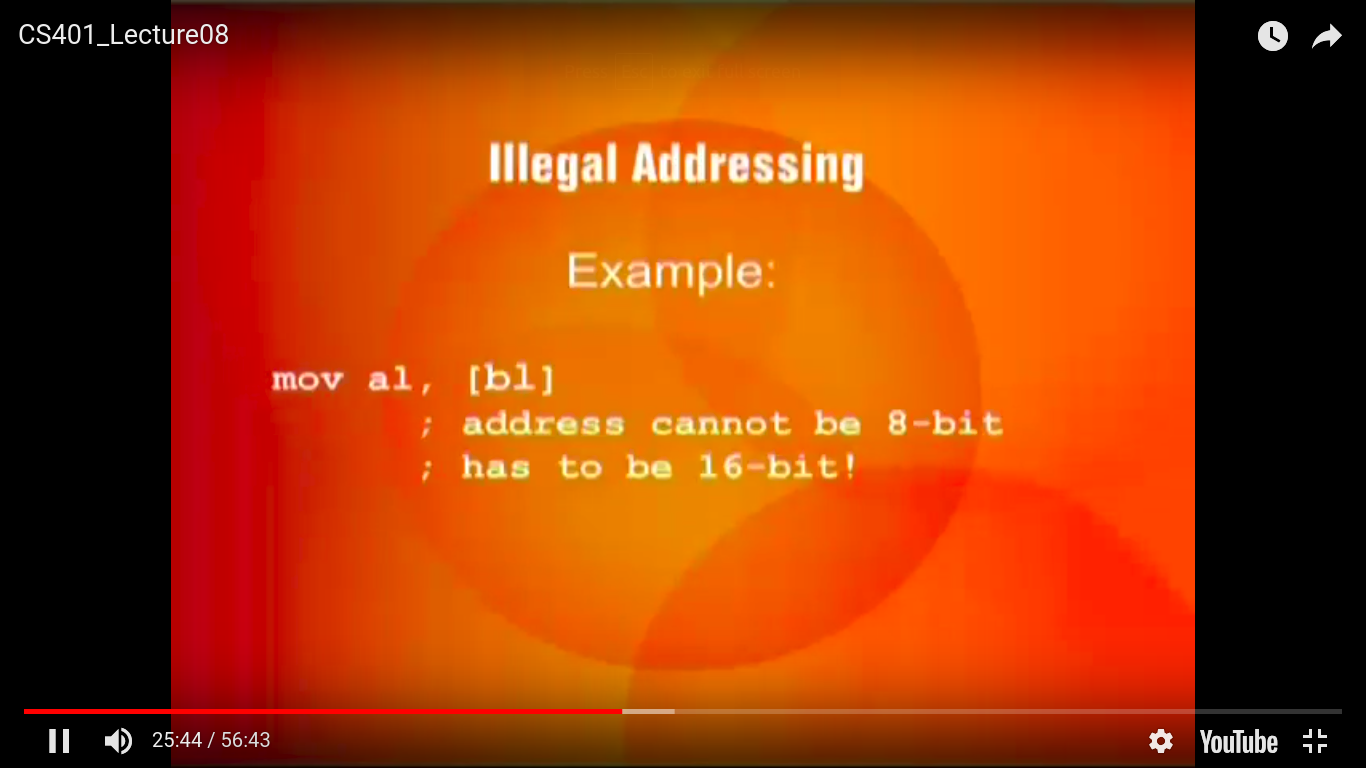 CS401_Lecture08
Illegal Addressing
Example:
mov al, [bl]
; address cannot be 8-bit
; has to be 16-bit!
25:44 / 56:43
YouTube